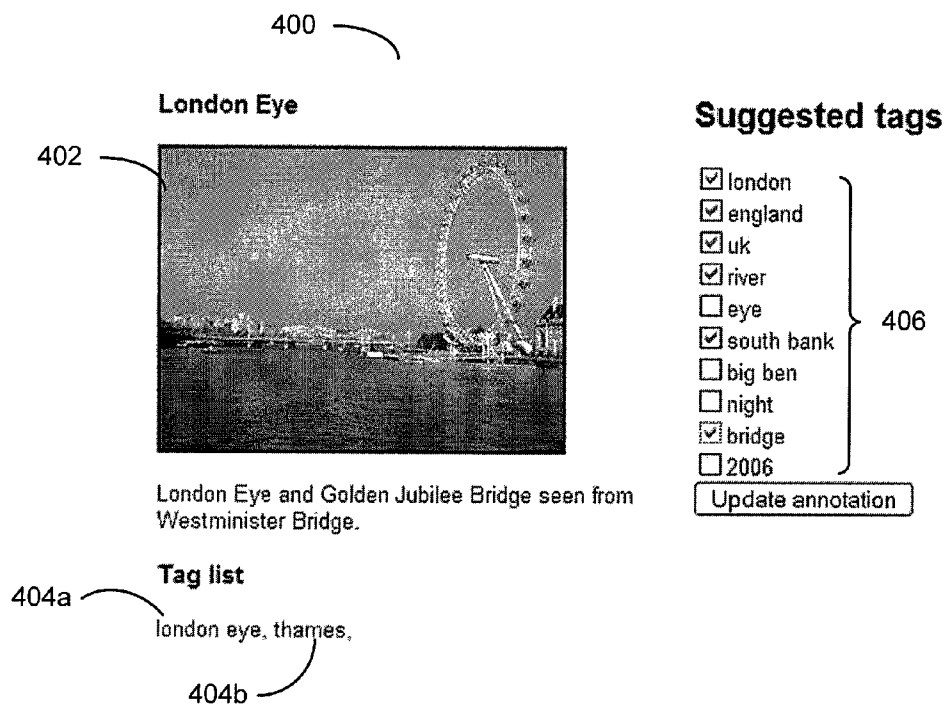 400
London Eye
Suggested tags
402
london
england
uk
river
eye
south bank
big ben
night
bridge
2006
406
Update annotation
London Eye and Golden Jubilee Bridge seen from
Westminister Bridge.
Tag list
404a
london eye, thames,
404b